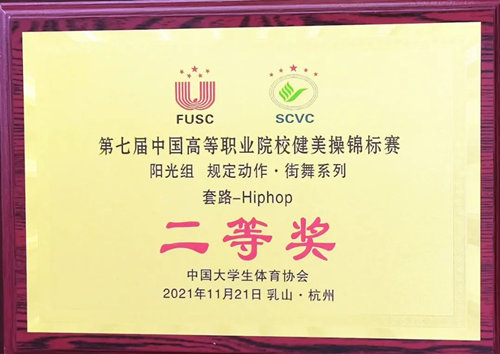 FUSC SCVC
第七届中国高等职业院校健美操锦标赛
阳光组 规定动作·街舞系列
套路-Hiphop
二等奖
中国大学生体育协会
2021年11月21日 乳山·杭州